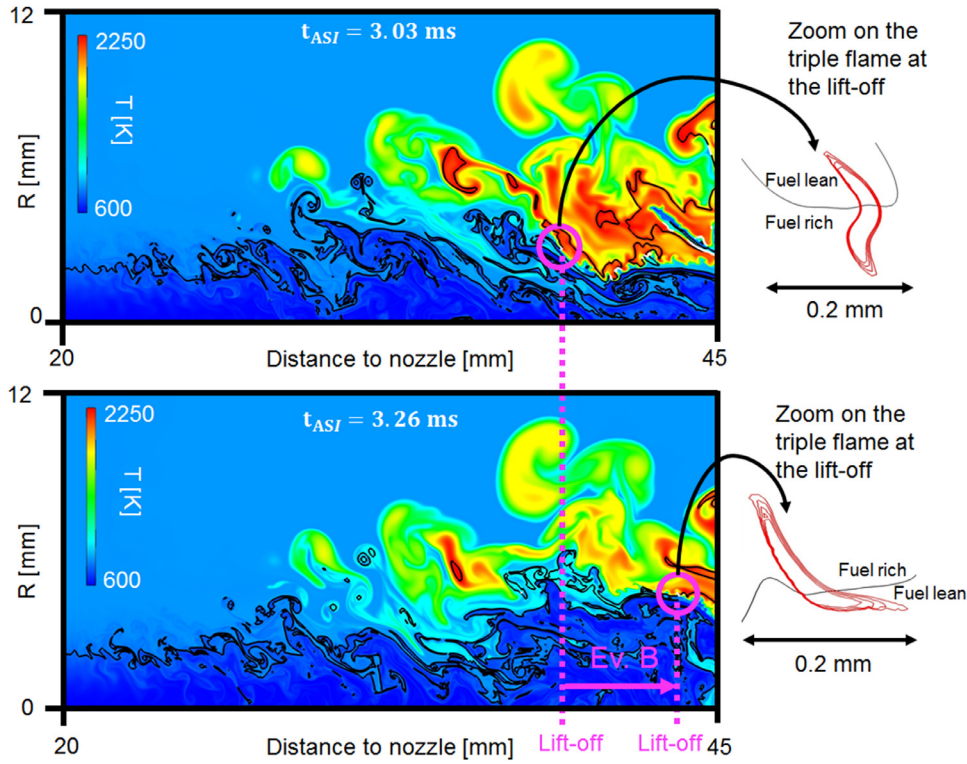 12
t_ASI = 3.03 ms
2250
T [K]
600
R [mm]
0
20
Distance to nozzle [mm]
45
Zoom on the
triple flame at
the lift-off
Fuel lean
Fuel rich
0.2 mm
12
t_ASI = 3.26 ms
2250
T [K]
600
R [mm]
0
Ev. B
20
Distance to nozzle [mm]
Lift-off
Lift-off
45
Zoom on the
triple flame at
the lift-off
Fuel rich
Fuel lean
0.2 mm